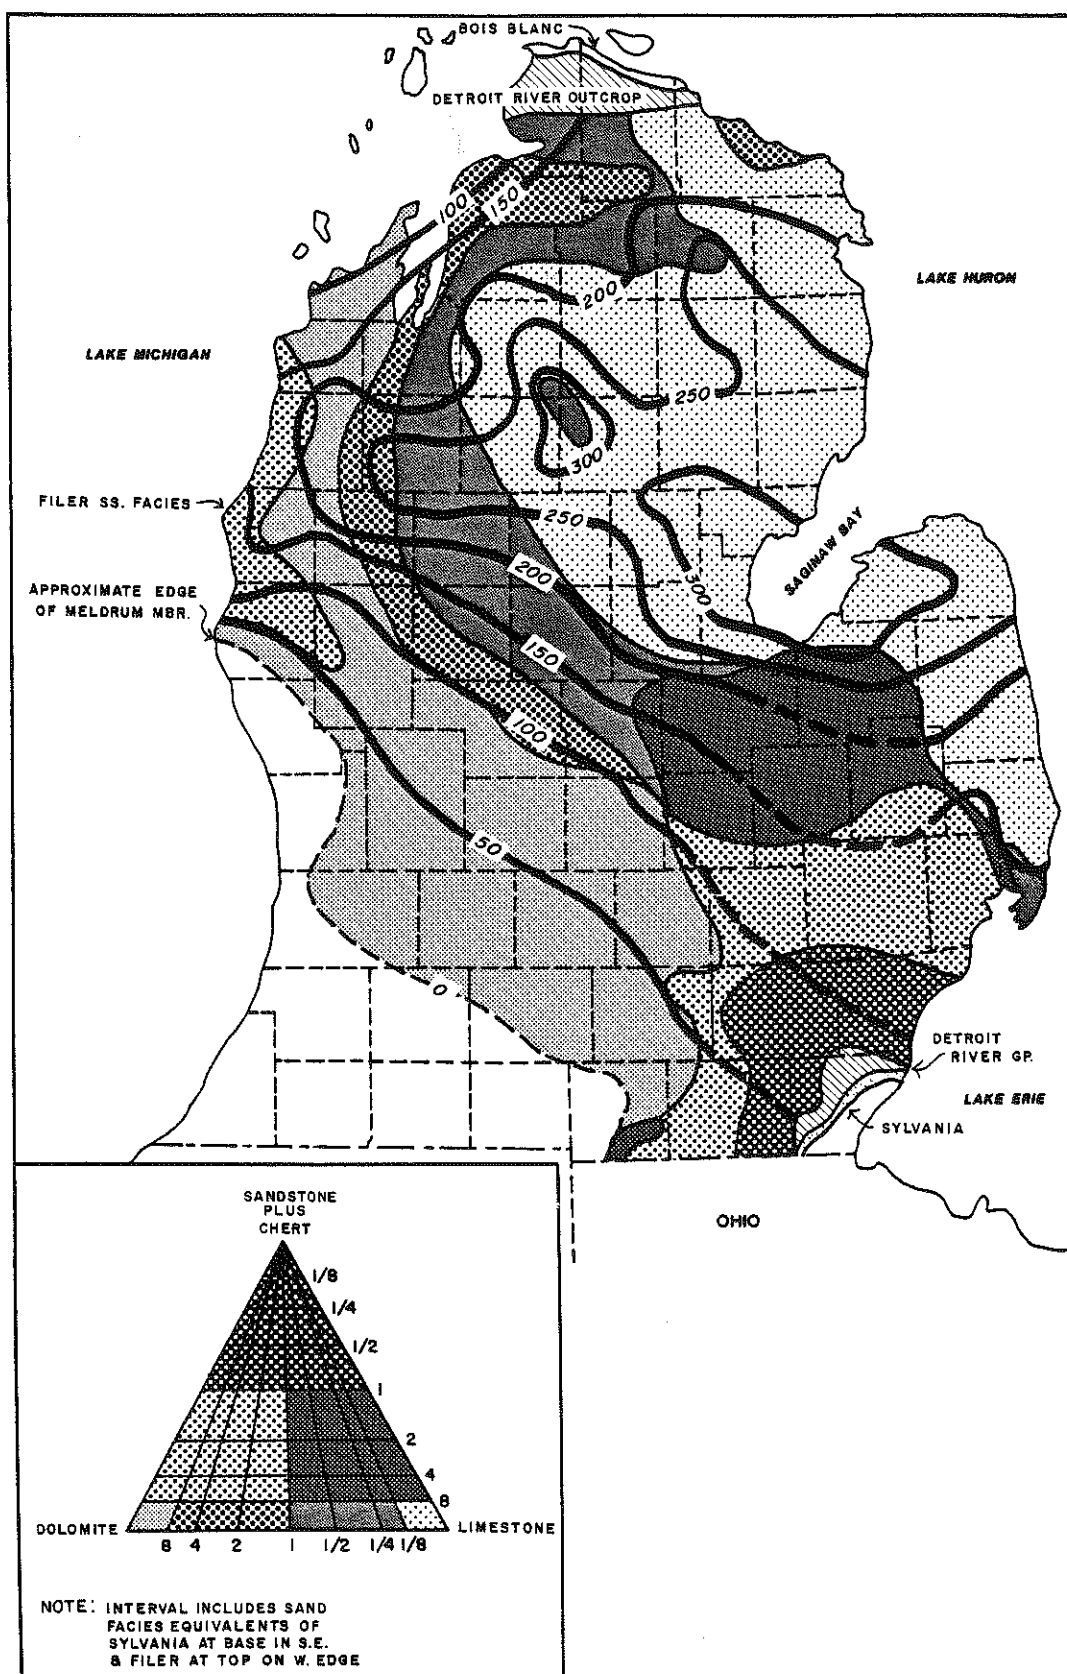 BOIS BLANC
DETROIT RIVER OUTCROP
100
150
LAKE HURON
200
LAKE MICHIGAN
250
300
FILER SS. FACIES
250
SAGINAW BAY
200
300
APPROXIMATE EDGE
OF MELDRUM MBR.
150
100
50
0
DETROIT
RIVER GP.
LAKE ERIE
SYLVANIA
OHIO
SANDSTONE
PLUS
CHERT
1/8
1/4
1/2
1
2
4
8
DOLOMITE
LIMESTONE
8 4 2 1 1/2 1/4 1/8
NOTE: INTERVAL INCLUDES SAND
FACIES EQUIVALENTS OF
SYLVANIA AT BASE IN S.E.
& FILER AT TOP ON W. EDGE